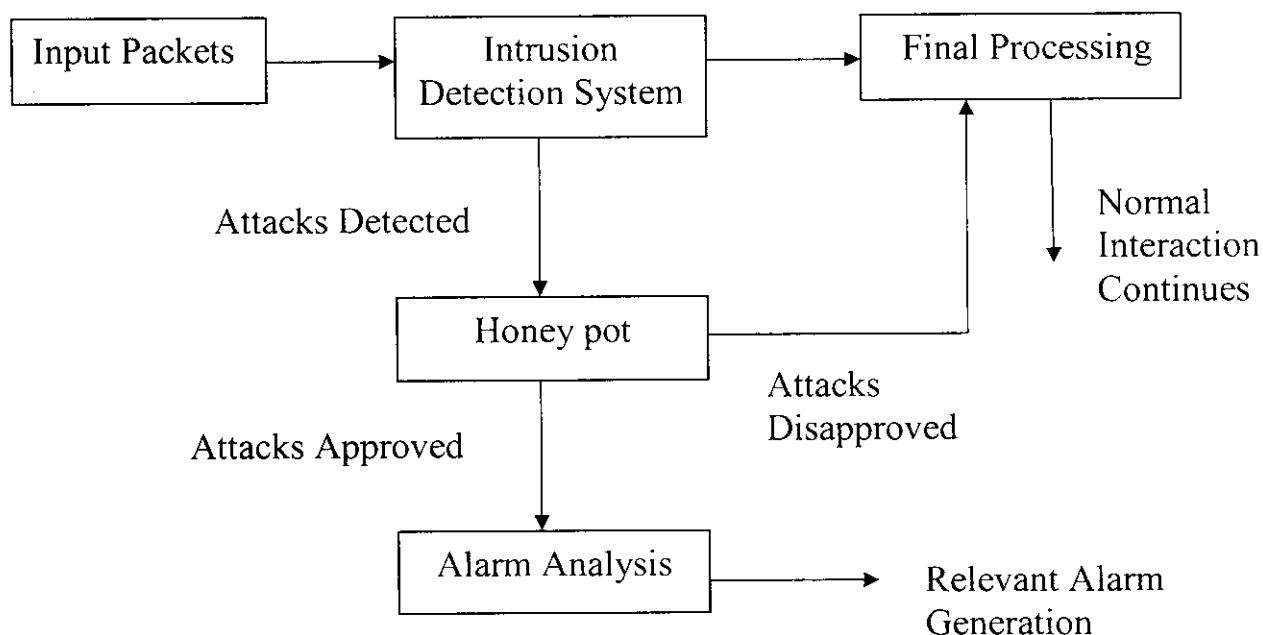 Input Packets
Intrusion
Detection System
Final Processing
Attacks Detected
Normal
Interaction
Continues
Honey pot
Attacks
Disapproved
Attacks Approved
Alarm Analysis
Relevant Alarm
Generation